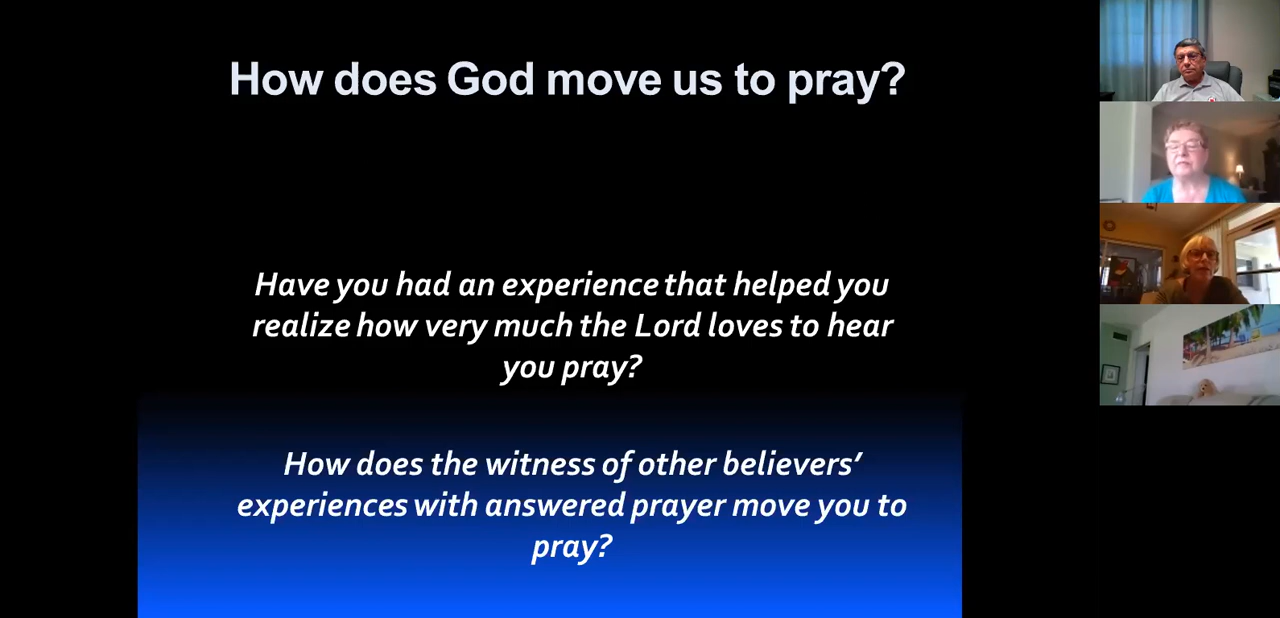 How does God move us to pray?
Have you had an experience that helped you
realize how very much the Lord loves to hear
you pray?
How does the witness of other believers’
experiences with answered prayer move you to
pray?